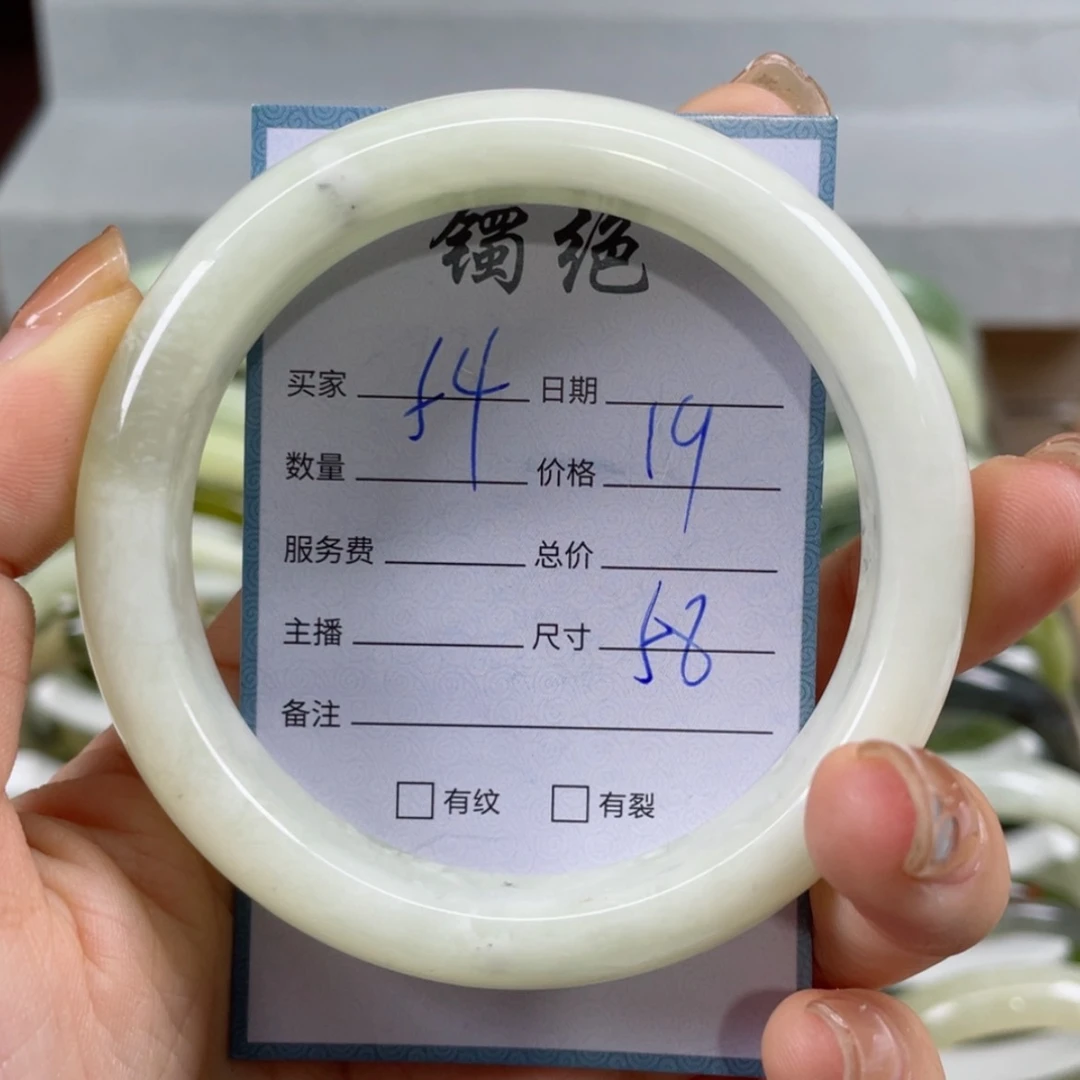 镯绝
买家 54 日期
数量 价格 19
服务费 总价
主播 尺寸 58
备注
有纹 有裂